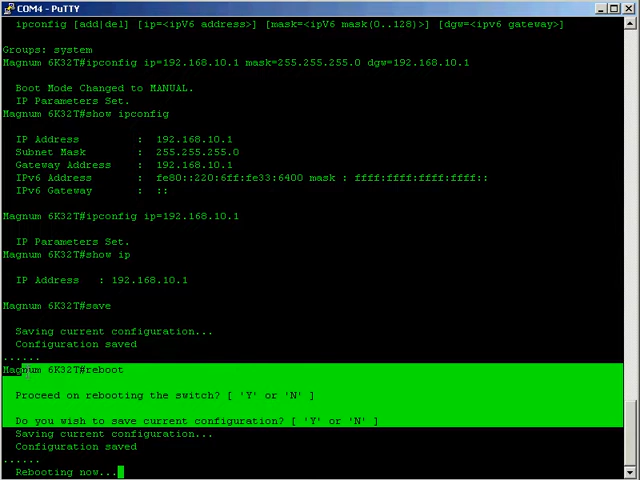 COM4 - PuTTY
ipconfig [add|del] [ip=<ipV6 address>] [mask=<ipV6 mask(0..128)>] [dgw=<ipV6 gateway>]
Groups: system
Magnum 6K32T#ipconfig ip=192.168.10.1 mask=255.255.255.0 dgw=192.168.10.1
Boot Mode Changed to MANUAL.
IP Parameters Set.
Magnum 6K32T#show ipconfig
IP Address : 192.168.10.1
Subnet Mask : 255.255.255.0
Gateway Address : 192.168.10.1
IPv6 Address : fe80::220:6ff:fe33:6400 mask : ffff:ffff:ffff:ffff::
IPv6 Gateway : ::
Magnum 6K32T#ipconfig ip=192.168.10.1
IP Parameters Set.
Magnum 6K32T#show ip
IP Address : 192.168.10.1
Magnum 6K32T#save
Saving current configuration...
Configuration saved
......
Magnum 6K32T#reboot
Proceed on rebooting the switch? [ 'Y' or 'N' ]
Do you wish to save current configuration? [ 'Y' or 'N' ]
Saving current configuration...
Configuration saved
......
Rebooting now...